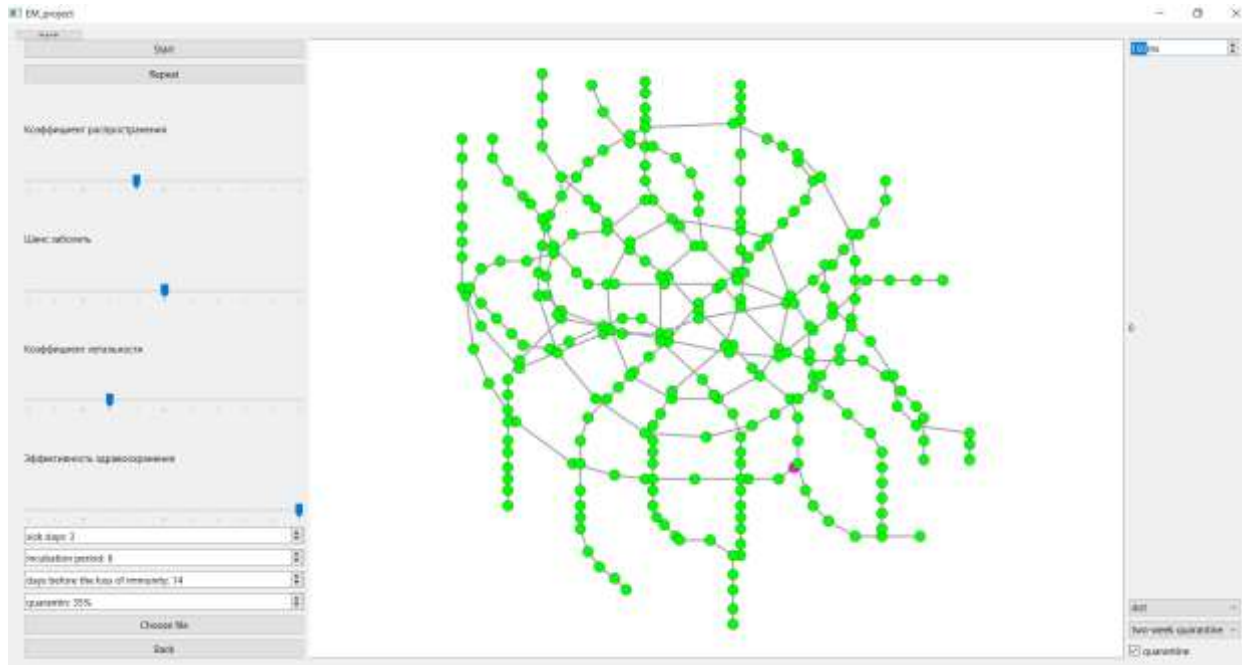 EM_project
Start
Repeat
Коэффициент распространения
Шанс заболеть
Коэффициент летальности
Эффективность здравоохранения
sick days: 3
incubation period: 6
days before the loss of immunity: 14
quarantin: 35%
Choose file
Back
ms
0
dist
two-week quarantine
quarantine